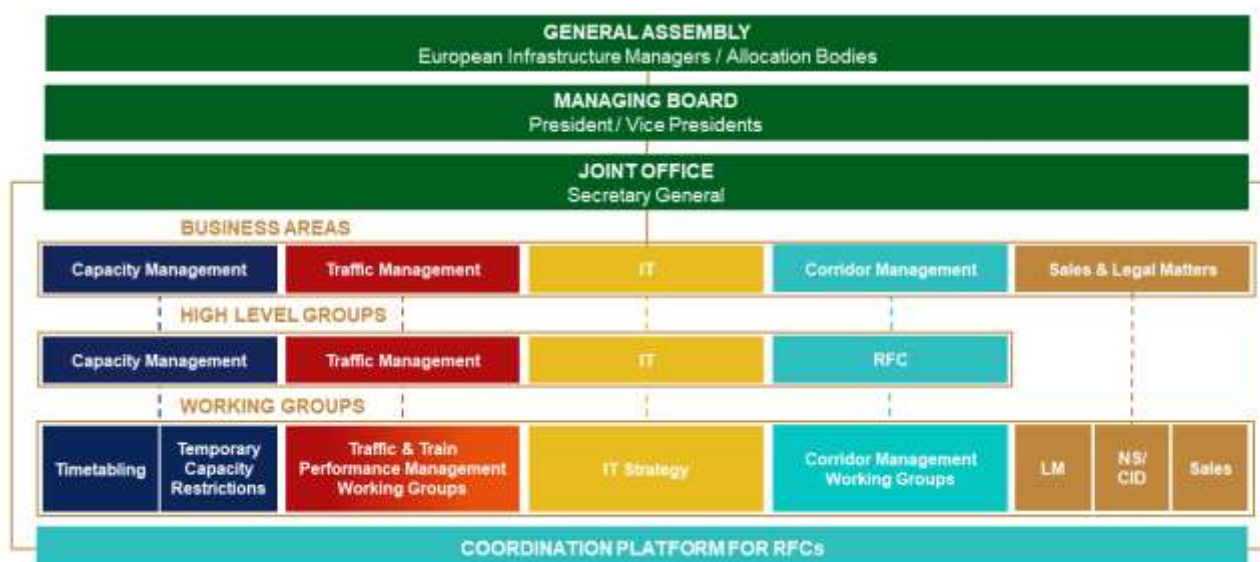 GENERAL ASSEMBLY
European Infrastructure Managers / Allocation Bodies
MANAGING BOARD
President / Vice Presidents
JOINT OFFICE
Secretary General
BUSINESS AREAS
Capacity Management
Traffic Management
IT
Corridor Management
Sales & Legal Matters
HIGH LEVEL GROUPS
Capacity Management
Traffic Management
IT
RFC
WORKING GROUPS
Timetabling
Temporary
Capacity
Restrictions
Traffic & Train
Performance Management
Working Groups
IT Strategy
Corridor Management
Working Groups
LM
NS/
CID
Sales
COORDINATION PLATFORM FOR RFCs